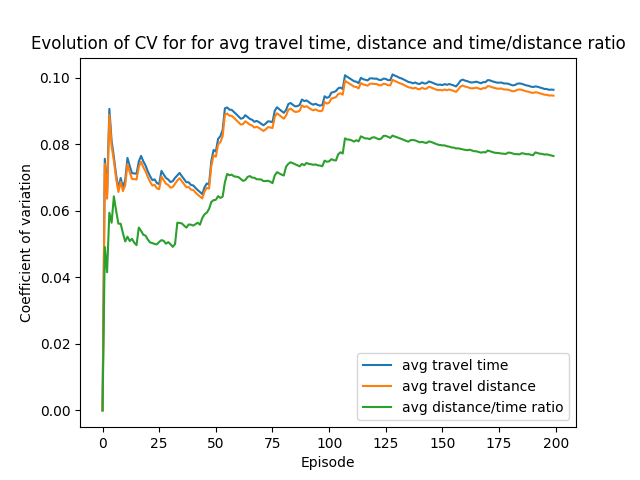 Evolution of CV for for avg travel time, distance and time/distance ratio
0.10
0.08
0.06
0.04
0.02
0.00
Coefficient of variation
avg travel time
avg travel distance
avg distance/time ratio
0 25 50 75 100 125 150 175 200
Episode